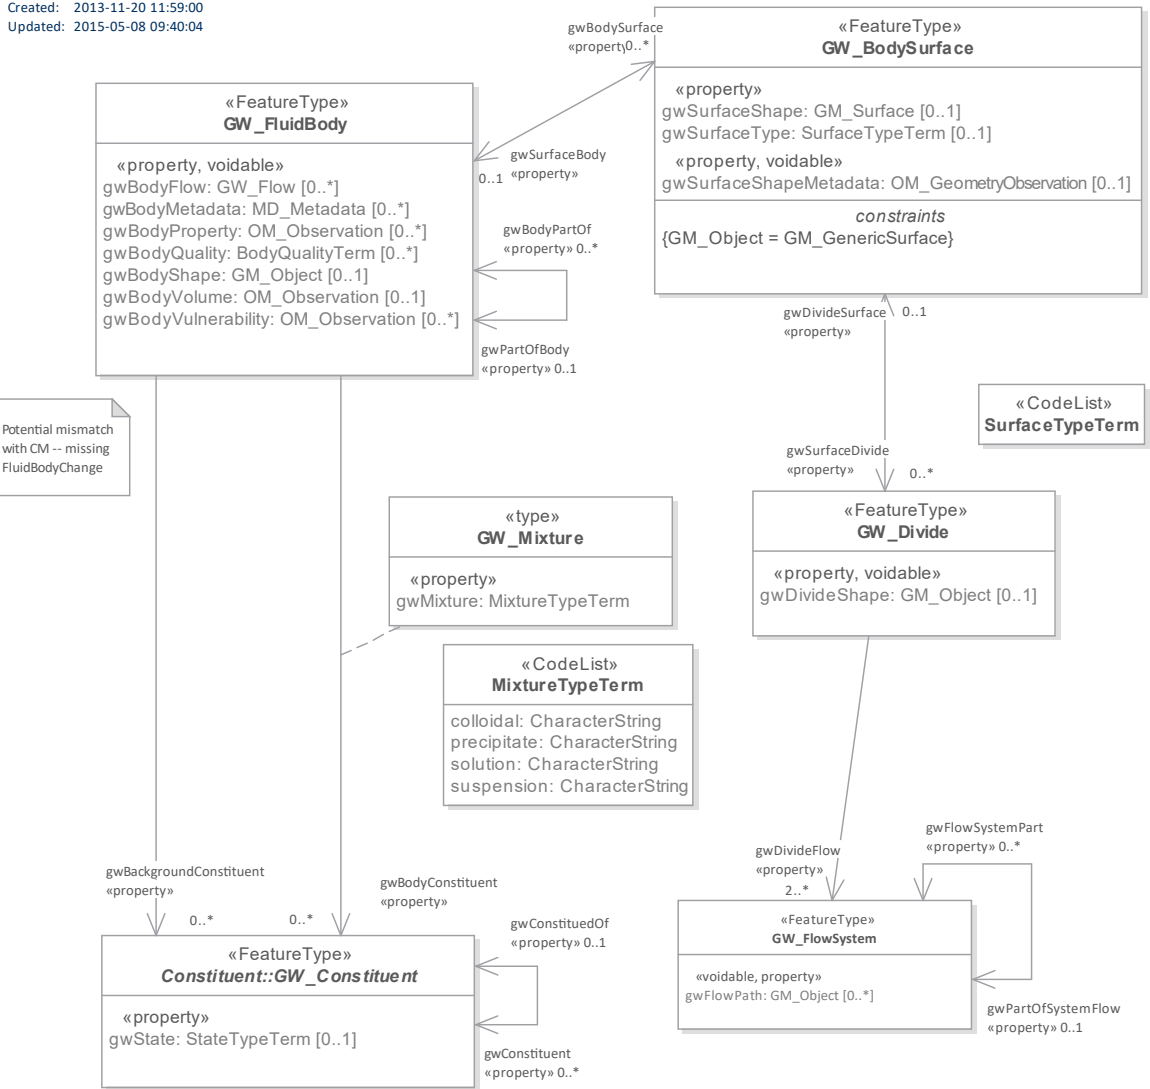 Created: 2013-11-20 11:59:00
Updated: 2015-05-08 09:40:04
gwBodySurface
«property» 0..*
«FeatureType»
GW_BodySurface
«property»
gwSurfaceShape: GM_Surface [0..1]
gwSurfaceType: SurfaceTypeTerm [0..1]
«property, voidable»
gwSurfaceShapeMetadata: OM_GeometryObservation [0..1]
constraints
{GM_Object = GM_GenericSurface}
«FeatureType»
GW_FluidBody
«property, voidable»
gwBodyFlow: GW_Flow [0..*]
gwBodyMetadata: MD_Metadata [0..*]
gwBodyProperty: OM_Observation [0..*]
gwBodyQuality: BodyQualityTerm [0..*]
gwBodyShape: GM_Object [0..1]
gwBodyVolume: OM_Observation [0..1]
gwBodyVulnerability: OM_Observation [0..*]
gwSurfaceBody
«property»
0..1
gwBodyPartOf
«property» 0..*
gwPartOfBody
«property» 0..1
gwDivideSurface
«property»
0..1
«CodeList»
SurfaceTypeTerm
Potential mismatch
with CM -- missing
FluidBodyChange
gwSurfaceDivide
«property»
0..*
«type»
GW_Mixture
«property»
gwMixture: MixtureTypeTerm
«FeatureType»
GW_Divide
«property, voidable»
gwDivideShape: GM_Object [0..1]
«CodeList»
MixtureTypeTerm
colloidal: CharacterString
precipitate: CharacterString
solution: CharacterString
suspension: CharacterString
gwBackgroundConstituent
«property»
0..*
gwBodyConstituent
«property»
0..*
gwDivideFlow
«property»
2..*
gwFlowSystemPart
«property» 0..*
«FeatureType»
Constituent::GW_Constituent
«property»
gwState: StateTypeTerm [0..1]
gwConstituedOf
«property» 0..1
gwConstituent
«property» 0..*
«FeatureType»
GW_FlowSystem
«voidable, property»
gwFlowPath: GM_Object [0..*]
gwPartOfSystemFlow
«property» 0..1